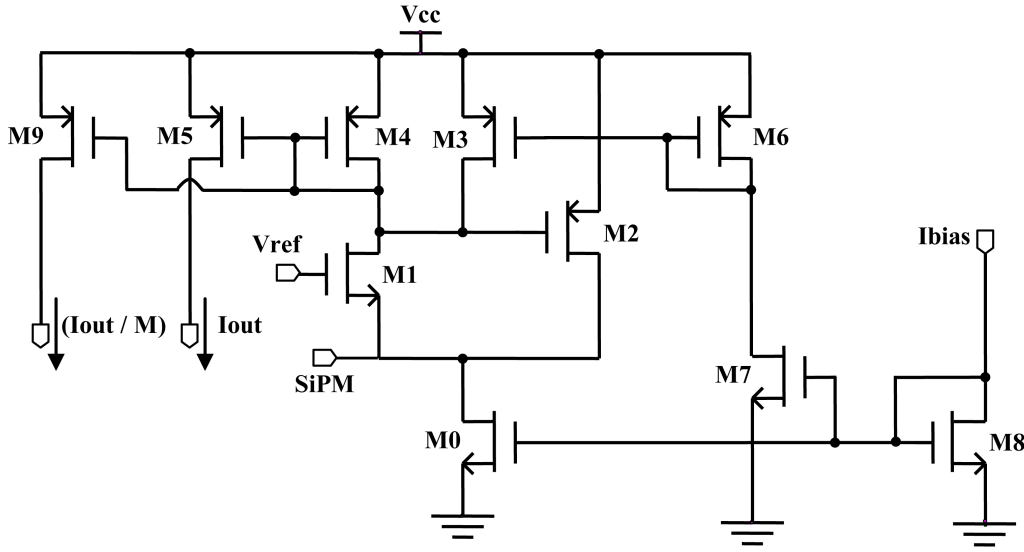 Vcc
M9
M5
M4
M3
M6
Vref
M1
M2
Ibias
(Iout / M)
Iout
SiPM
M7
M0
M8